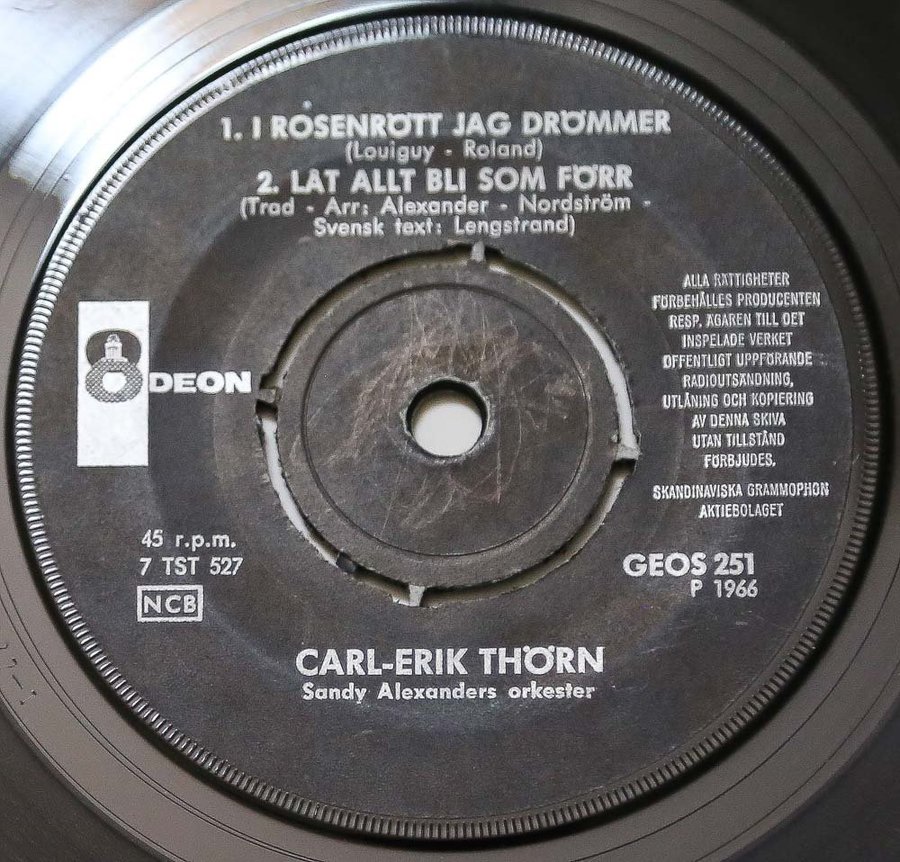 1. I ROSENRÖTT JAG DRÖMMER
(Louiguy - Roland)
2. LÅT ALLT BLI SOM FÖRR
(Trad - Arr: Alexander - Nordström -
Svensk text: Lengstrand)
ODEON
ALLA RÄTTIGHETER
FÖRBEHÅLLES PRODUCENTEN
RESP. ÄGAREN TILL DET
INSPELADE VERKET
OFFENTLIGT UPPFÖRANDE
RADIOUTSÄNDNING,
UTLÅNING OCH KOPIERING
AV DENNA SKIVA
UTAN TILLSTÅND
FÖRBJUDES.
SKANDINAVISKA GRAMMOPHON
AKTIEBOLAGET
45 r.p.m.
7 TST 527
NCB
GEOS 251
P 1966
CARL-ERIK THÖRN
Sandy Alexanders orkester